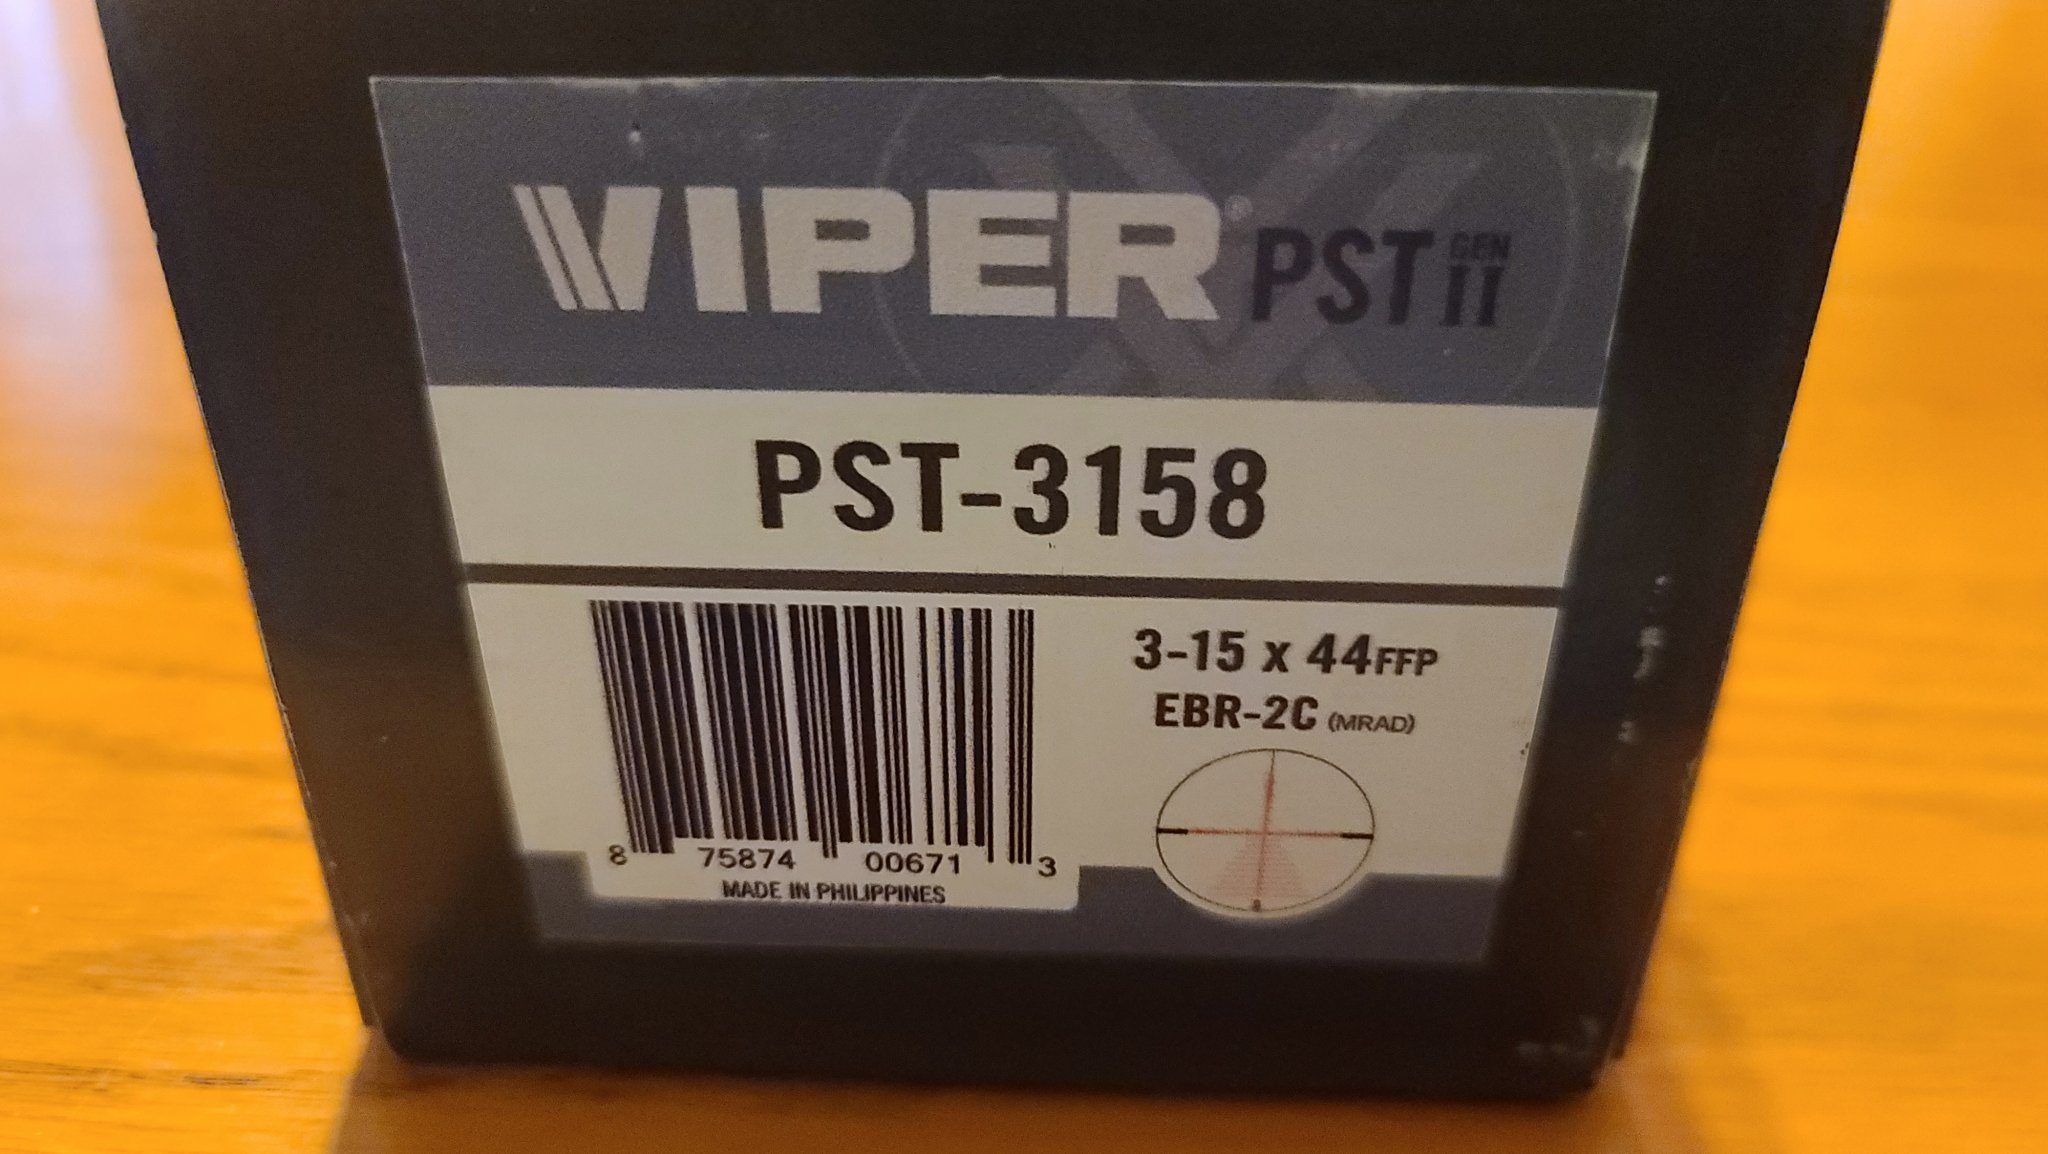 VIPER® PST GEN II
PST-3158
3-15 x 44FFP
EBR-2C (MRAD)
8 75874 00671 3
MADE IN PHILIPPINES